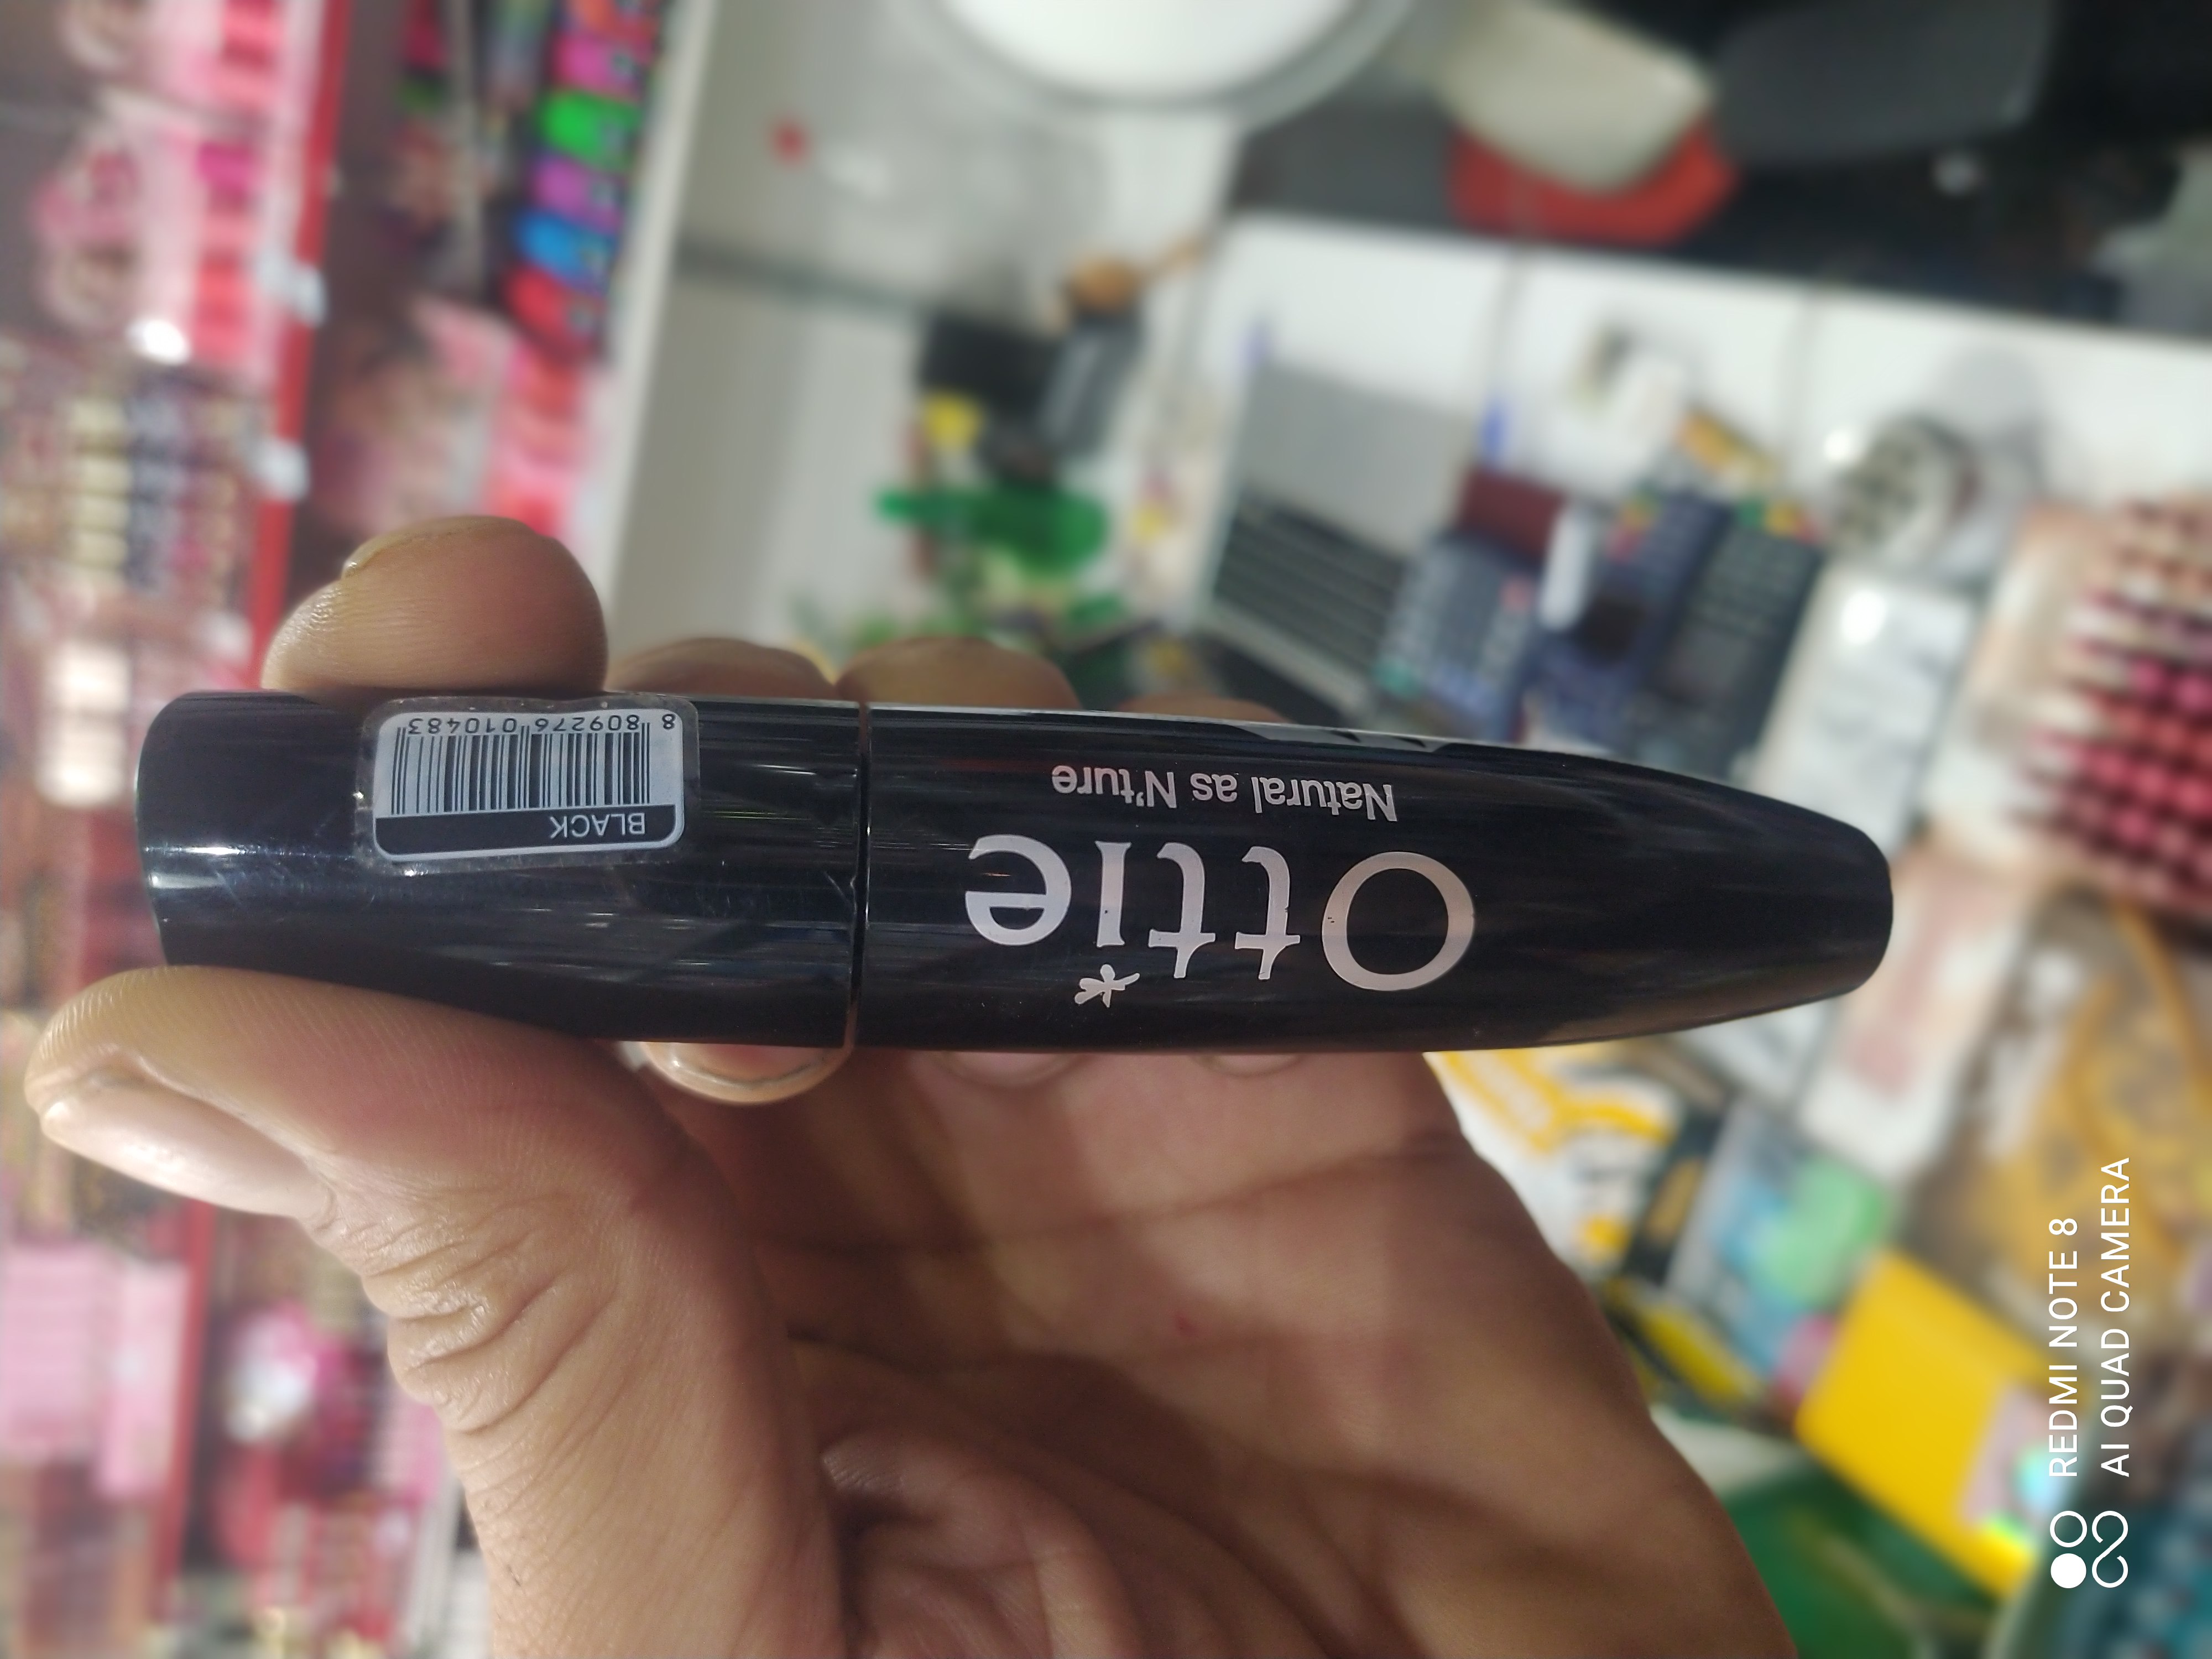 Ottie
Natural as N'ture
BLACK
8 809276 010483
REDMI NOTE 8
AI QUAD CAMERA